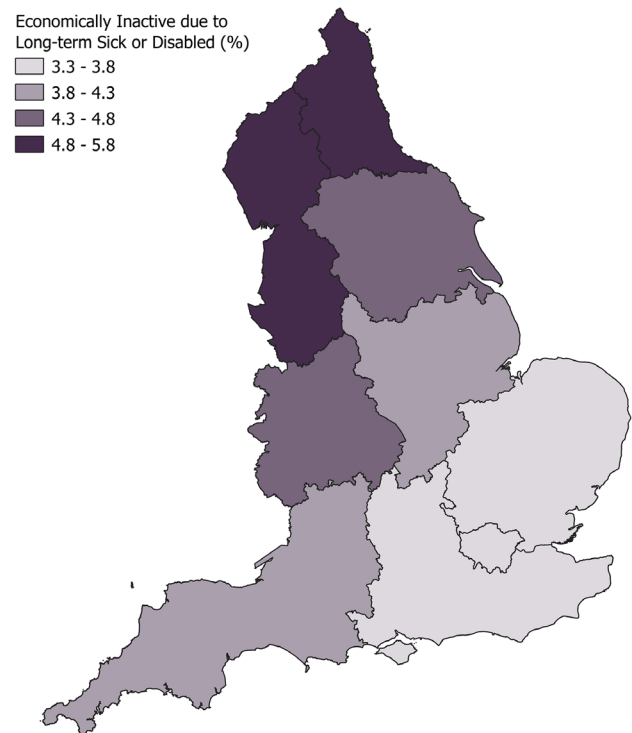 Economically Inactive due to
Long-term Sick or Disabled (%)
3.3 - 3.8
3.8 - 4.3
4.3 - 4.8
4.8 - 5.8